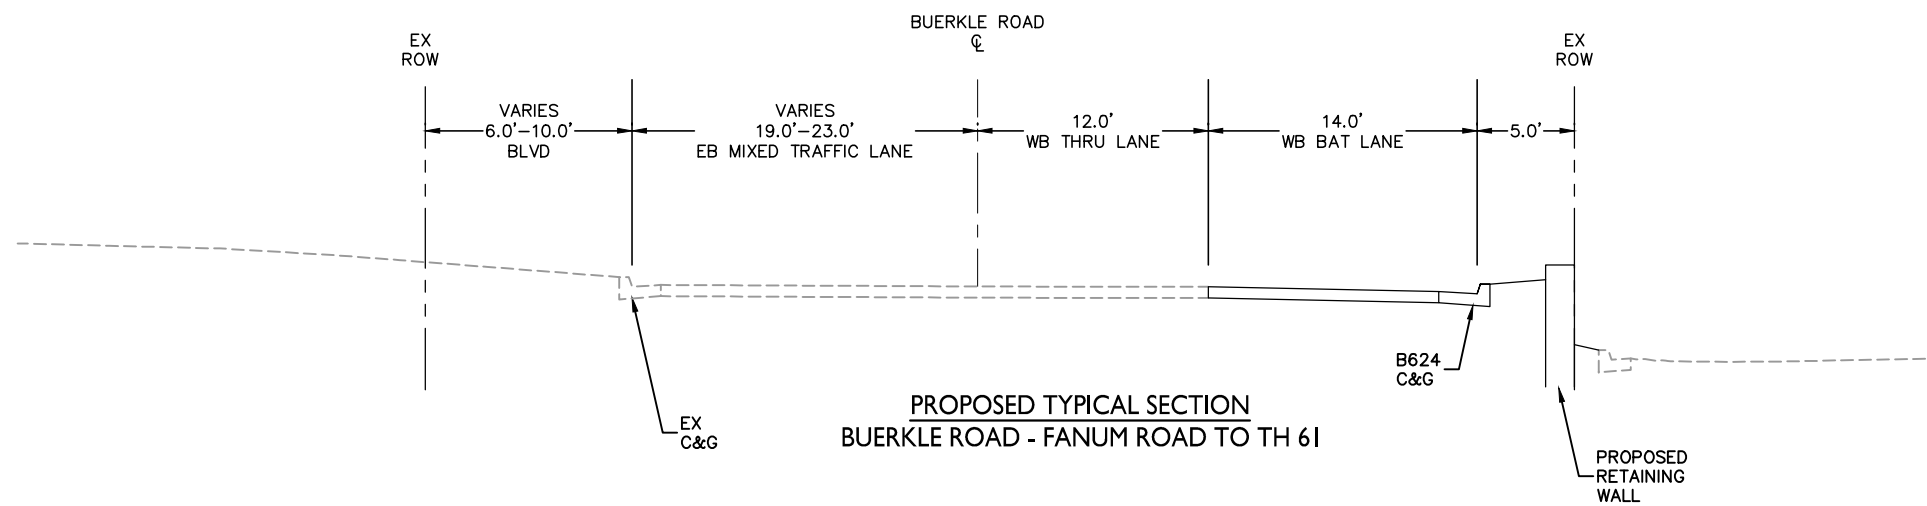 BUERKLE ROAD
℄
EX
ROW
EX
ROW
VARIES
6.0'-10.0'
BLVD
VARIES
19.0'-23.0'
EB MIXED TRAFFIC LANE
12.0'
WB THRU LANE
14.0'
WB BAT LANE
5.0'
B624
C&G
EX
C&G
PROPOSED TYPICAL SECTION
BUERKLE ROAD - FANUM ROAD TO TH 61
PROPOSED
RETAINING
WALL